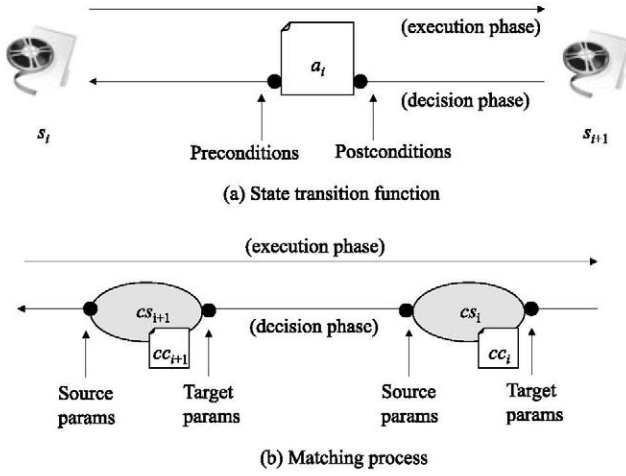 (execution phase)
a_i
(decision phase)
s_i
s_{i+1}
Preconditions
Postconditions
(a) State transition function
(execution phase)
cs_{i+1}
cs_i
(decision phase)
cc_{i+1}
cc_i
Source params
Target params
Source params
Target params
(b) Matching process